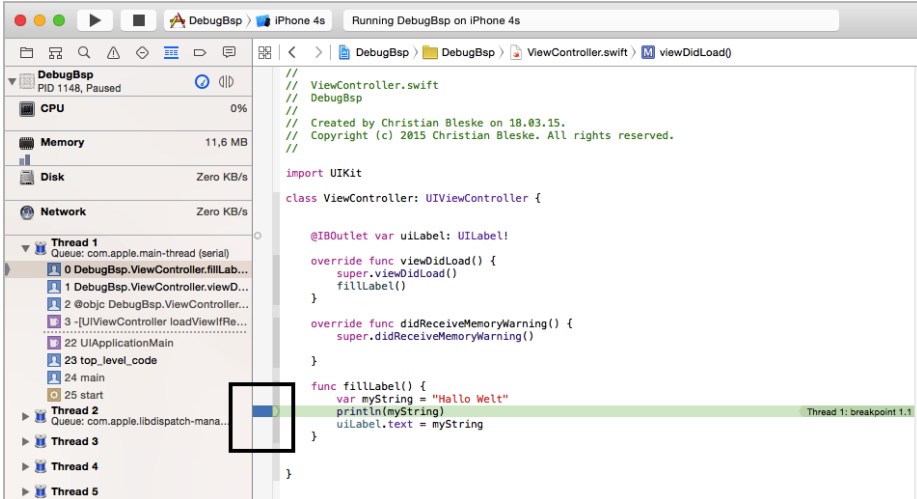 DebugBsp iPhone 4s Running DebugBsp on iPhone 4s
DebugBsp DebugBsp ViewController.swift M viewDidLoad()
DebugBsp
PID 1148, Paused
CPU 0%
Memory 11,6 MB
Disk Zero KB/s
Network Zero KB/s
Thread 1
Queue: com.apple.main-thread (serial)
0 DebugBsp.ViewController.fillLab...
1 DebugBsp.ViewController.viewD...
2 @objc DebugBsp.ViewController...
3 -[UIViewController loadViewIfRe...
22 UIApplicationMain
23 top_level_code
24 main
25 start
Thread 2
Queue: com.apple.libdispatch-mana...
Thread 3
Thread 4
Thread 5
//
// ViewController.swift
// DebugBsp
//
// Created by Christian Bleske on 18.03.15.
// Copyright (c) 2015 Christian Bleske. All rights reserved.
//
import UIKit
class ViewController: UIViewController {
@IBOutlet var uiLabel: UILabel!
override func viewDidLoad() {
super.viewDidLoad()
fillLabel()
}
override func didReceiveMemoryWarning() {
super.didReceiveMemoryWarning()
}
func fillLabel() {
var myString = "Hallo Welt"
println(myString) Thread 1: breakpoint 1.1
uiLabel.text = myString
}
}